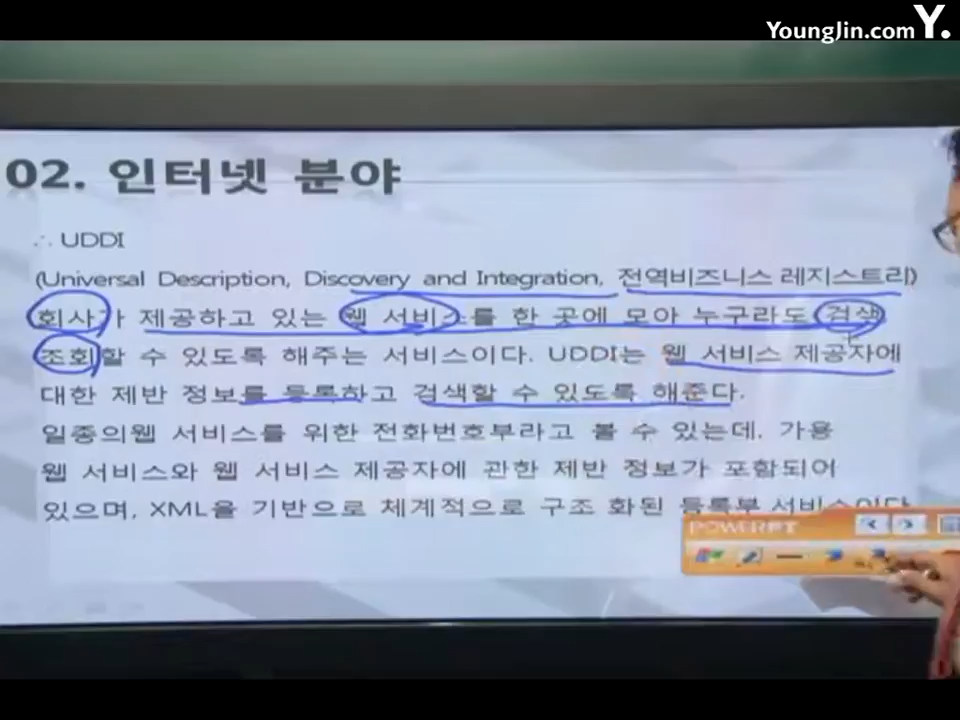 YoungJin.com Y.
02. 인터넷 분야
∴ UDDI
(Universal Description, Discovery and Integration, 전역비즈니스 레지스트리)
회사가 제공하고 있는 웹 서비스를 한 곳에 모아 누구라도 검색
조회할 수 있도록 해주는 서비스이다. UDDI는 웹 서비스 제공자에
대한 제반 정보를 등록하고 검색할 수 있도록 해준다.
일종의웹 서비스를 위한 전화번호부라고 볼 수 있는데, 가용
웹 서비스와 웹 서비스 제공자에 관한 제반 정보가 포함되어
있으며, XML을 기반으로 체계적으로 구조 화된 등록부 서비스이다